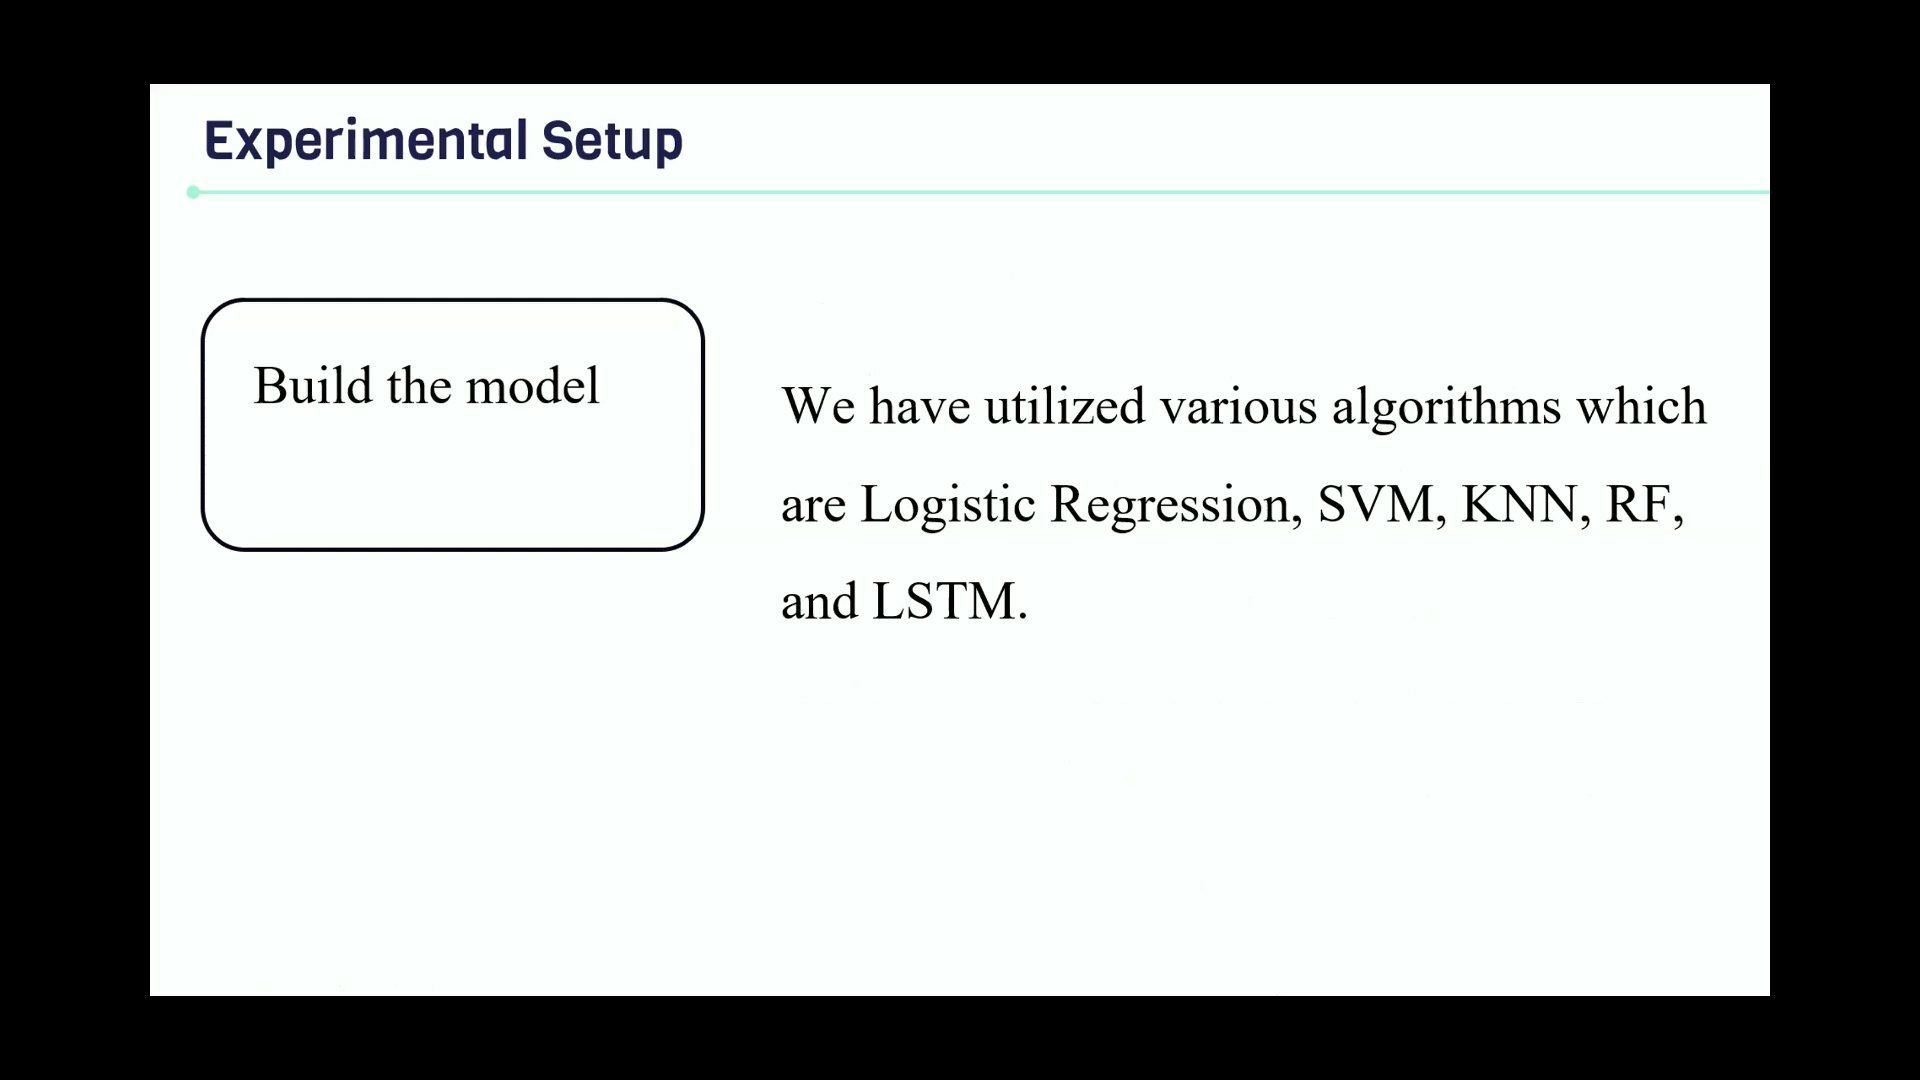 Experimental Setup
Build the model
We have utilized various algorithms which
are Logistic Regression, SVM, KNN, RF,
and LSTM.